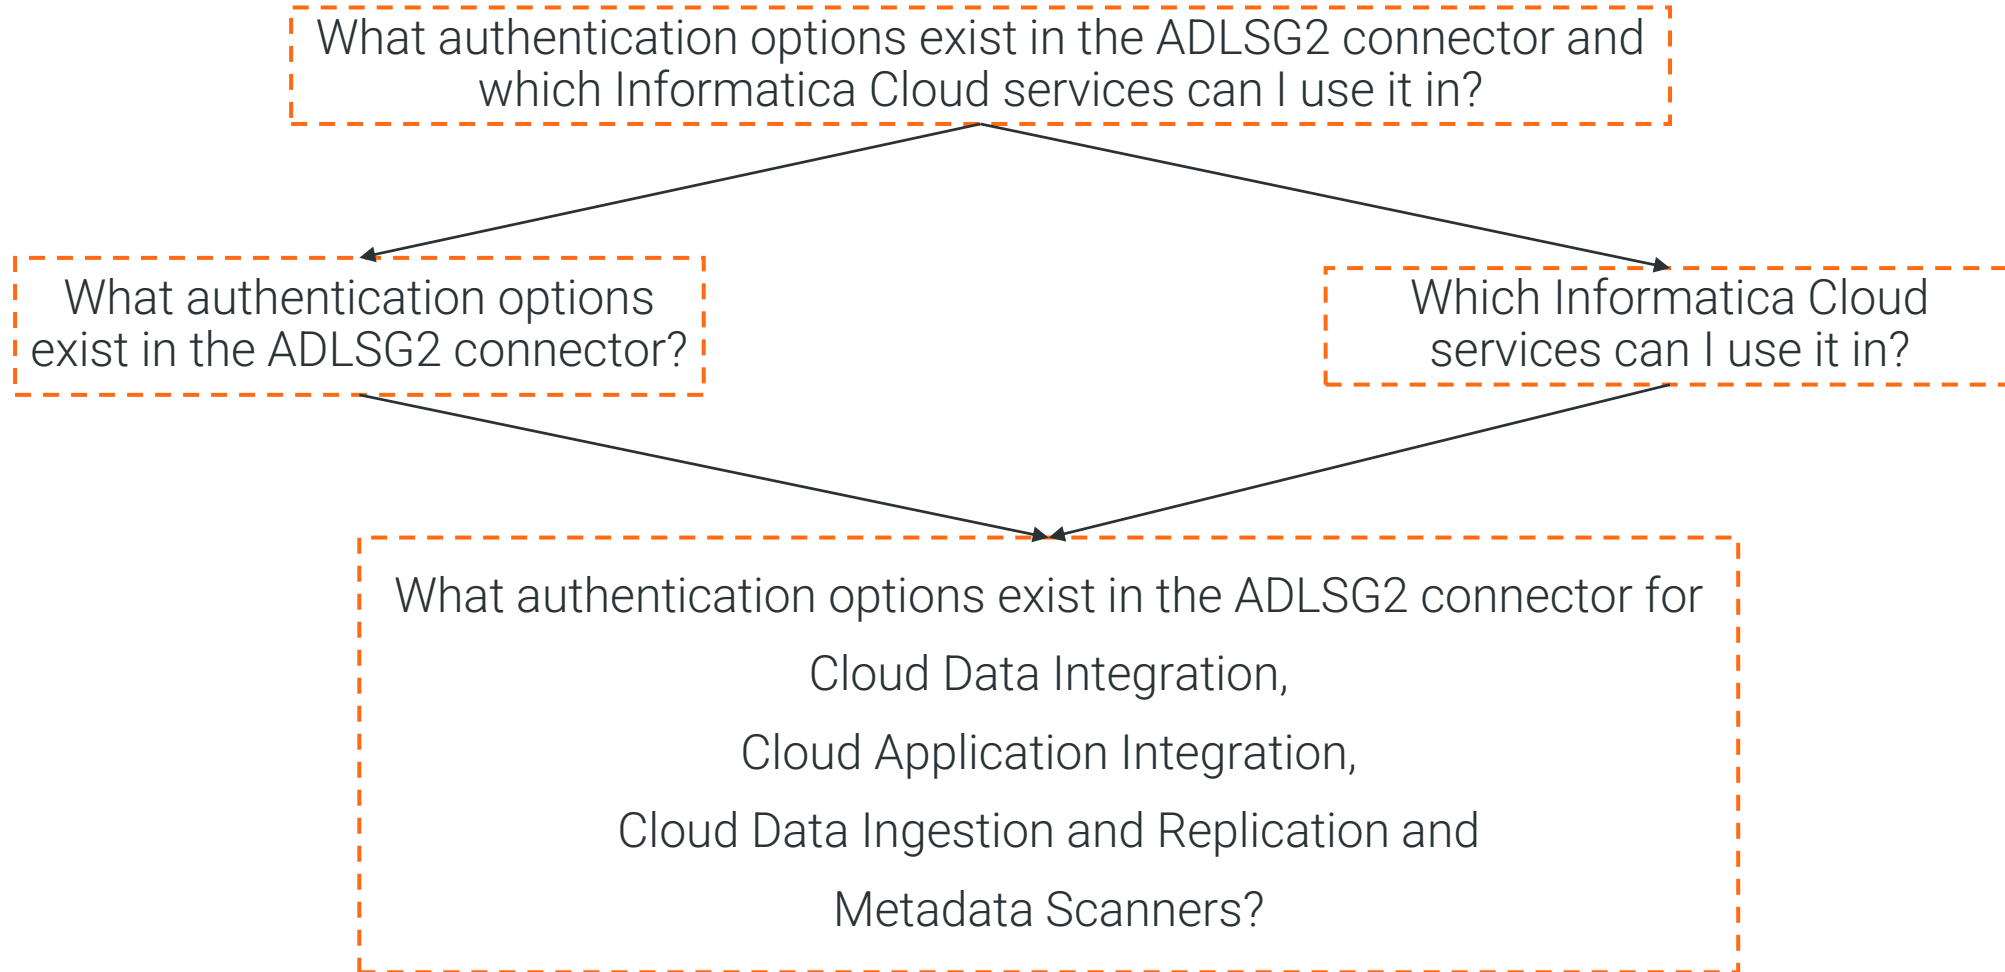 What authentication options exist in the ADLSG2 connector and
which Informatica Cloud services can I use it in?
What authentication options
exist in the ADLSG2 connector?
Which Informatica Cloud
services can I use it in?
What authentication options exist in the ADLSG2 connector for
Cloud Data Integration,
Cloud Application Integration,
Cloud Data Ingestion and Replication and
Metadata Scanners?